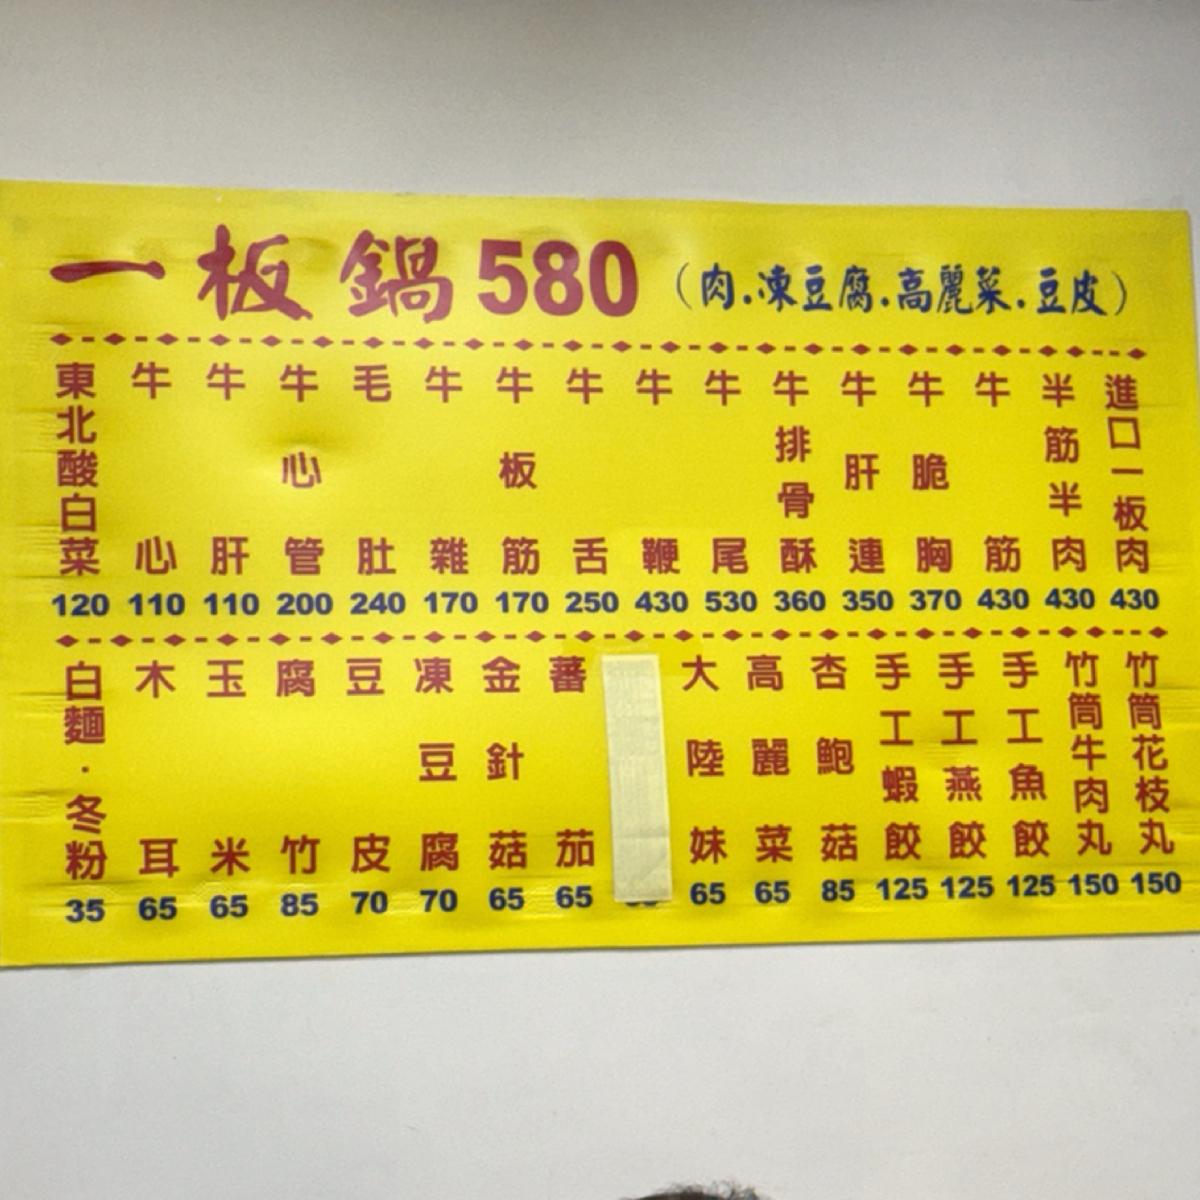 一板鍋580（肉.凍豆腐.高麗菜.豆皮）
東北酸白菜 120
牛心 110
牛肝 110
牛心管 200
毛肚 240
牛雜 170
牛板筋 170
牛舌 250
牛鞭 430
牛尾 530
牛排骨酥 360
牛肝連 350
牛脆胸 370
牛筋 430
半筋半肉 430
進口一板肉 430
白麵·冬粉 35
木耳 65
玉米 65
腐竹 85
豆皮 70
凍豆腐 70
金針菇 65
蕃茄 65
大陸妹 65
高麗菜 65
杏鮑菇 85
手工蝦餃 125
手工燕餃 125
手工魚餃 125
竹筒牛肉丸 150
竹筒花枝丸 150